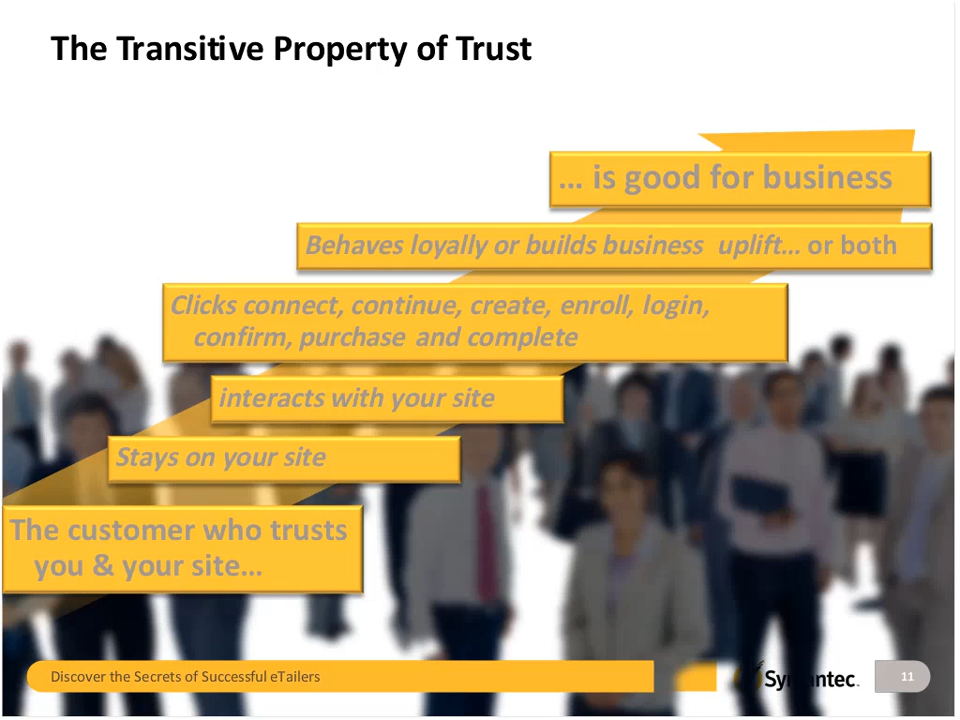 The Transitive Property of Trust
… is good for business
Behaves loyally or builds business uplift… or both
Clicks connect, continue, create, enroll, login,
confirm, purchase and complete
interacts with your site
Stays on your site
The customer who trusts
you & your site…
Discover the Secrets of Successful eTailers
Symantec.
11